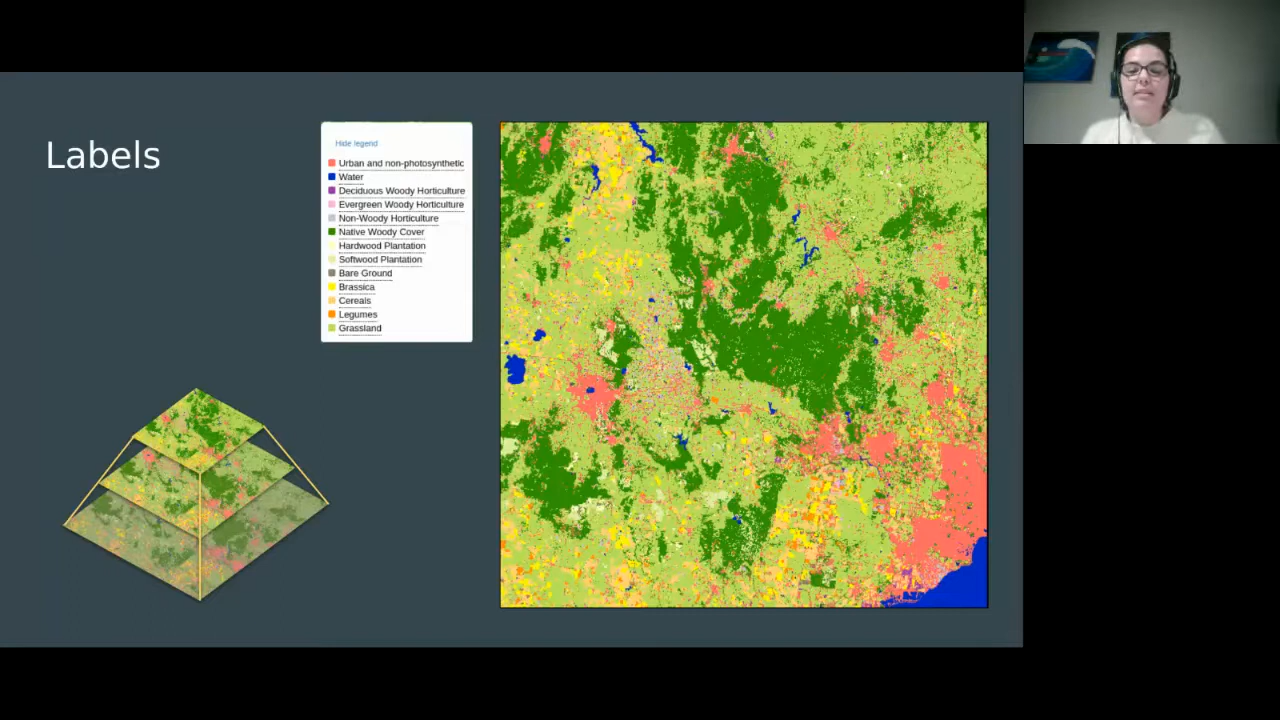 Labels
Hide legend
Urban and non-photosynthetic
Water
Deciduous Woody Horticulture
Evergreen Woody Horticulture
Non-Woody Horticulture
Native Woody Cover
Hardwood Plantation
Softwood Plantation
Bare Ground
Brassica
Cereals
Legumes
Grassland